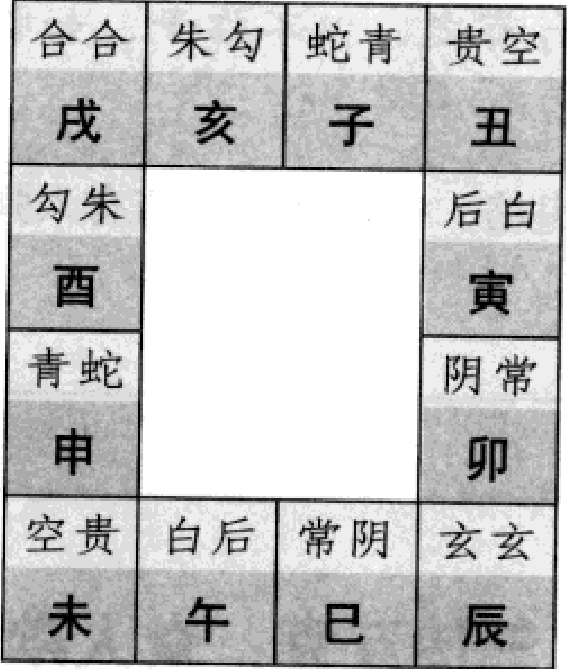 合合 朱勾 蛇青 贵空
戌 亥 子 丑
勾朱 后白
酉 寅
青蛇 阴常
申 卯
空贵 白后 常阴 玄玄
未 午 巳 辰